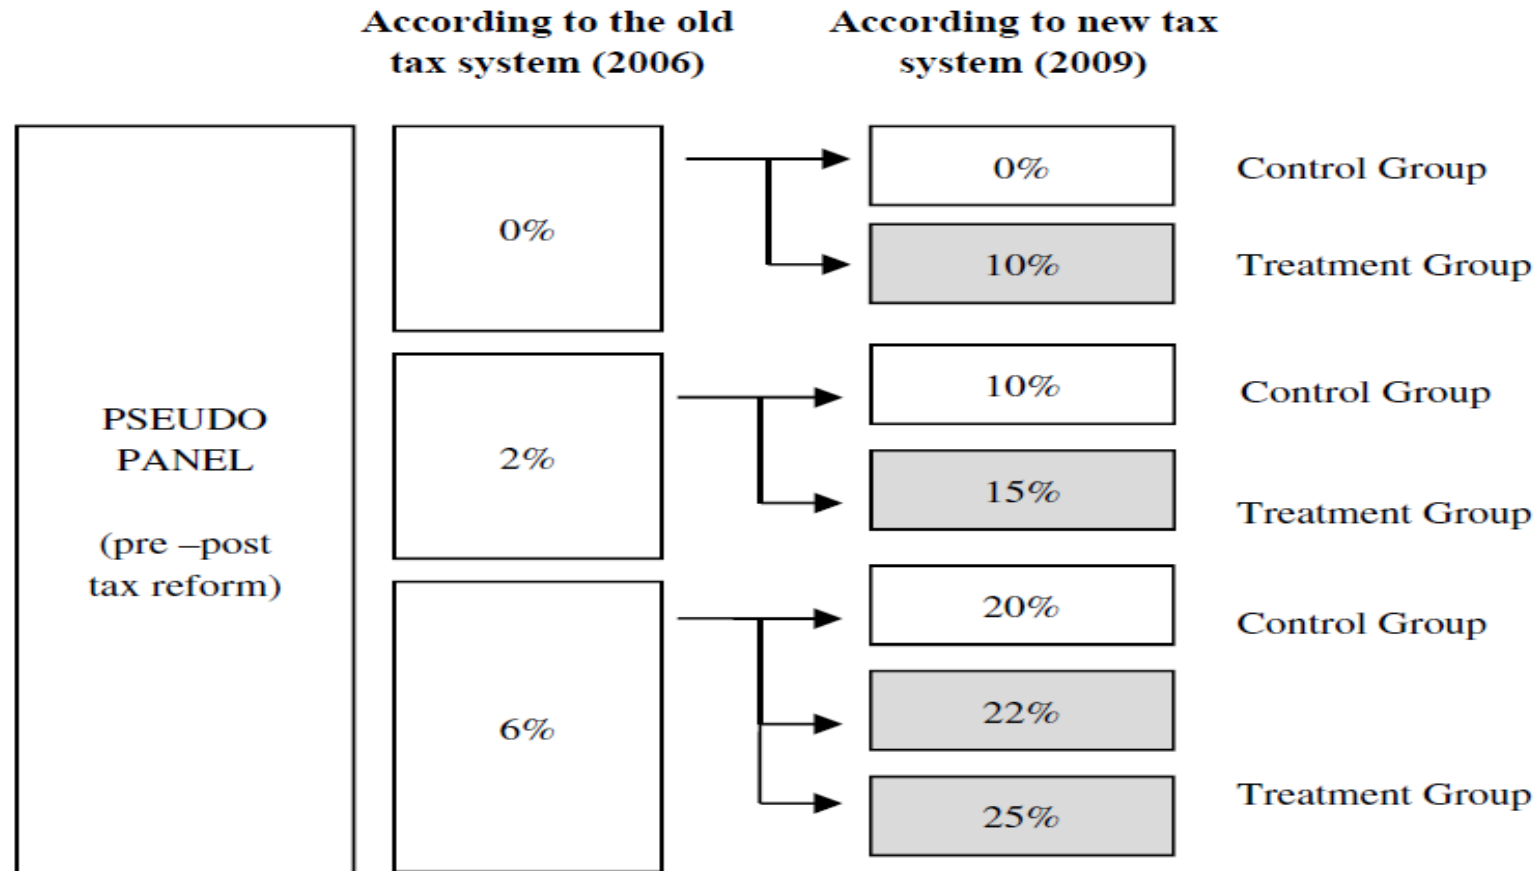 According to the old
tax system (2006)
According to new tax
system (2009)
PSEUDO
PANEL
(pre –post
tax reform)
0%
0%
Control Group
10%
Treatment Group
2%
10%
Control Group
15%
Treatment Group
6%
20%
Control Group
22%
25%
Treatment Group